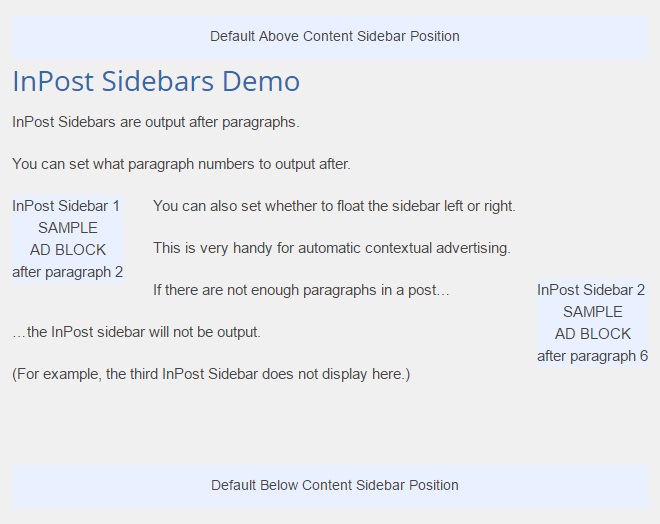 Default Above Content Sidebar Position
InPost Sidebars Demo
InPost Sidebars are output after paragraphs.
You can set what paragraph numbers to output after.
InPost Sidebar 1
SAMPLE
AD BLOCK
after paragraph 2
You can also set whether to float the sidebar left or right.
This is very handy for automatic contextual advertising.
If there are not enough paragraphs in a post…
InPost Sidebar 2
SAMPLE
AD BLOCK
after paragraph 6
…the InPost sidebar will not be output.
(For example, the third InPost Sidebar does not display here.)
Default Below Content Sidebar Position